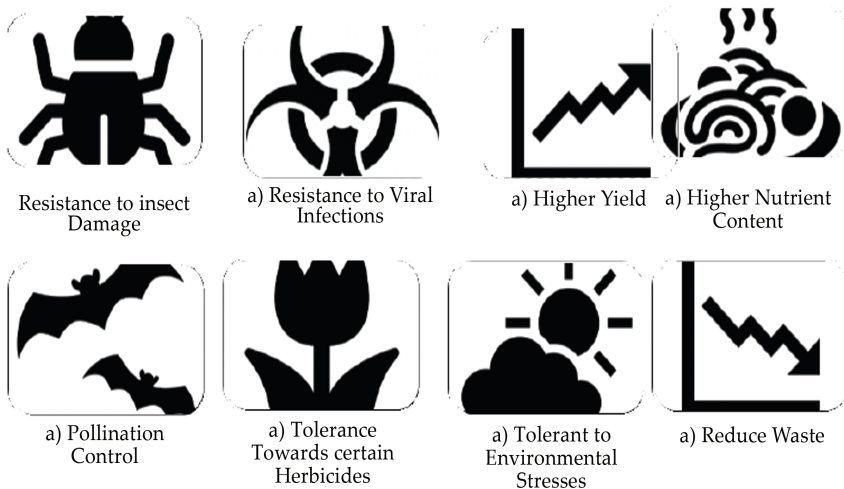 Resistance to insect
Damage
a) Resistance to Viral
Infections
a) Higher Yield
a) Higher Nutrient
Content
a) Pollination
Control
a) Tolerance
Towards certain
Herbicides
a) Tolerant to
Environmental
Stresses
a) Reduce Waste